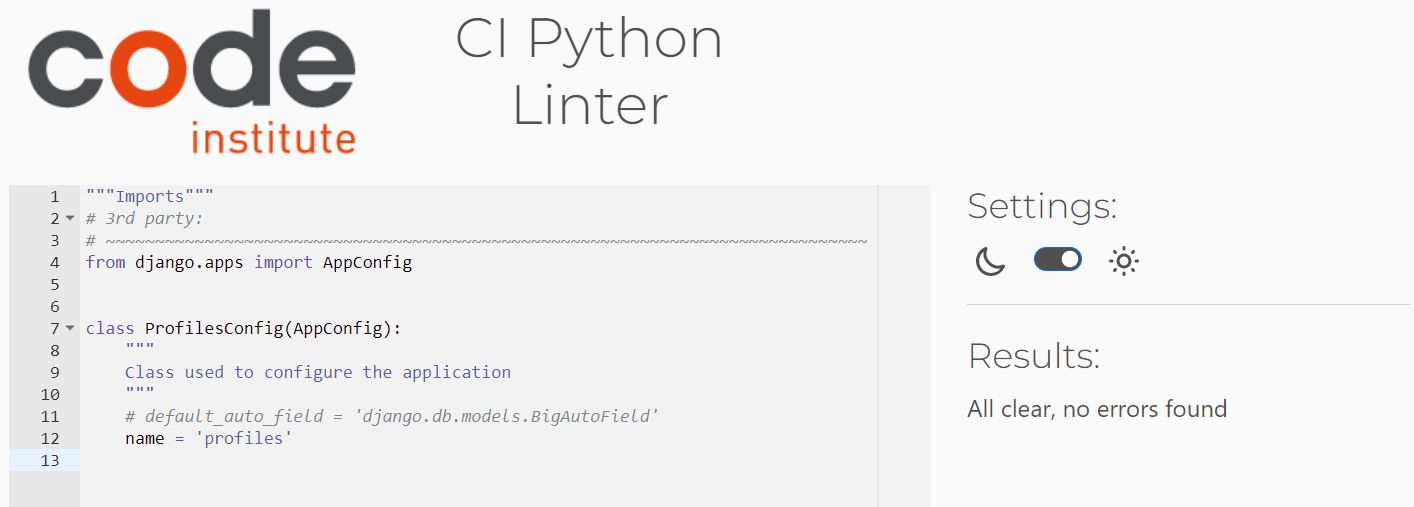 code
institute
CI Python
Linter
1 """Imports"""
2 # 3rd party:
3 # ~~~~~~~~~~~~~~~~~~~~~~~~~~~~~~~~~~~~~~~~~~~~~~~~~~~~~~~~~~~~~~~~~~~~~~~~~~~~~
4 from django.apps import AppConfig
5
6
7 class ProfilesConfig(AppConfig):
8     """
9     Class used to configure the application
10     """
11     # default_auto_field = 'django.db.models.BigAutoField'
12     name = 'profiles'
13
Settings:
Results:
All clear, no errors found